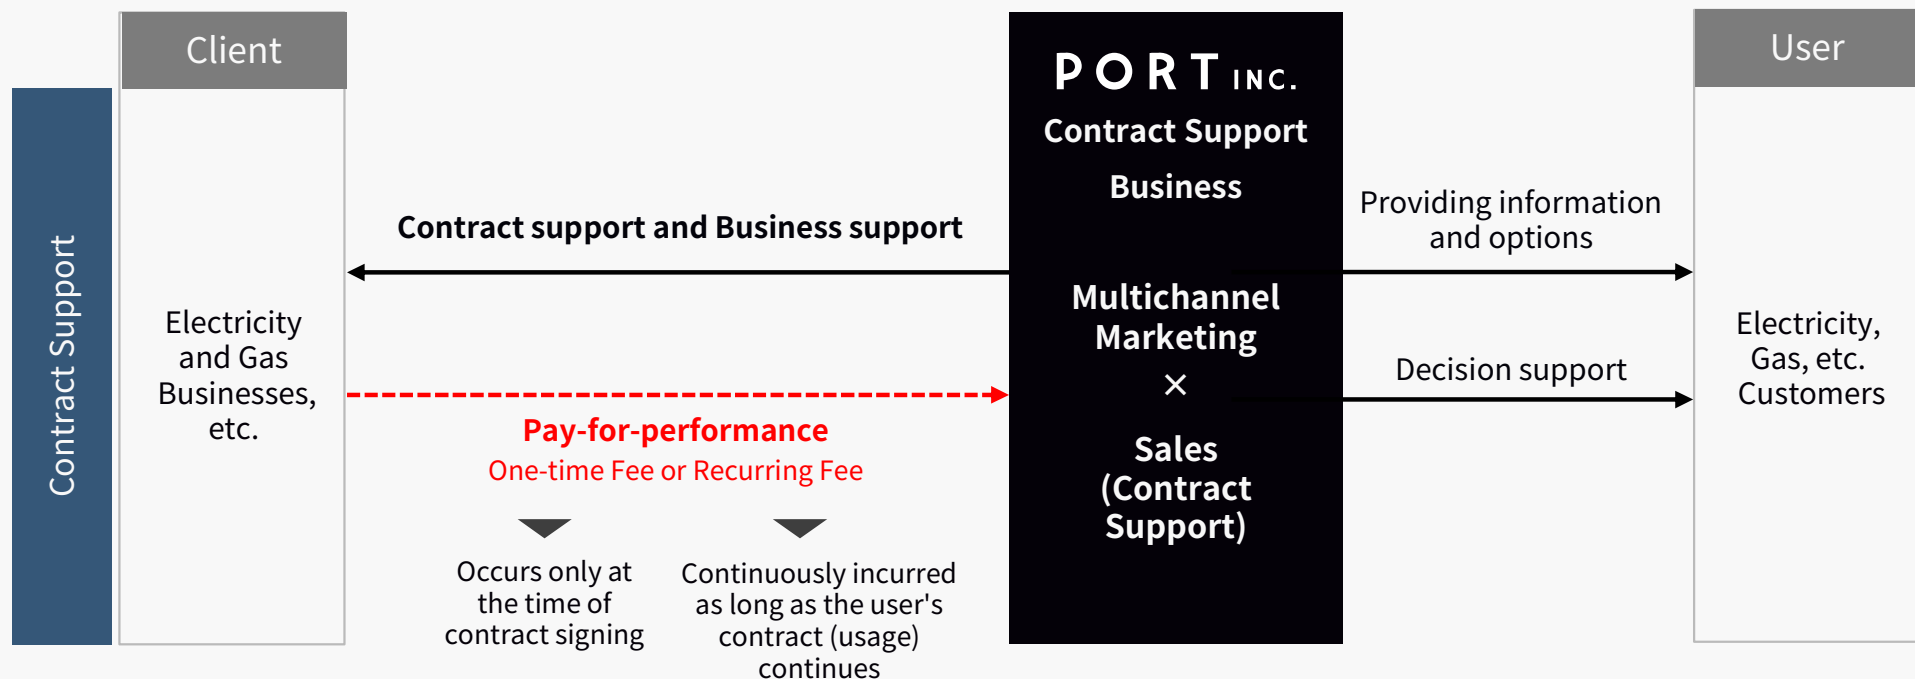 Client
PORT INC.
Contract Support
Business
User
Contract Support
Electricity
and Gas
Businesses,
etc.
Contract support and Business support
Pay-for-performance
One-time Fee or Recurring Fee
Occurs only at
the time of
contract signing
Continuously incurred
as long as the user's
contract (usage)
continues
Multichannel
Marketing
×
Sales
(Contract
Support)
Providing information
and options
Decision support
Electricity,
Gas, etc.
Customers